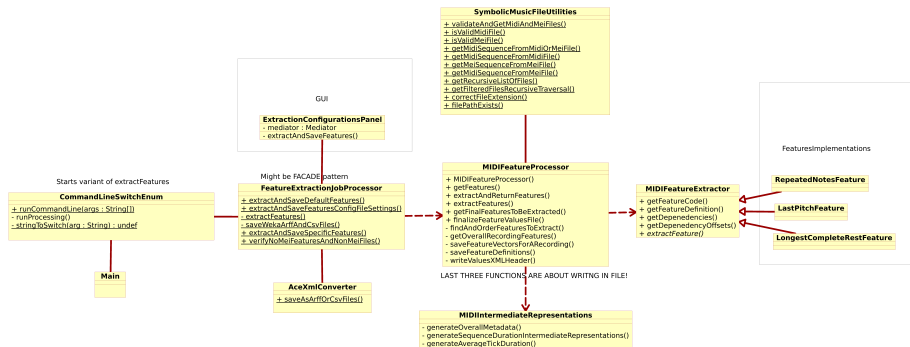 SymbolicMusicFileUtilities
+ validateAndGetMidiAndMeiFiles()
+ isValidMidiFile()
+ isValidMeiFile()
+ getMidiSequenceFromMidiOrMeiFile()
+ getMidiSequenceFromMidiFile()
+ getMeiSequenceFromMeiFile()
+ getMidiSequenceFromMeiFile()
+ getRecursiveListOfFiles()
+ getFilteredFilesRecursiveTraversal()
+ correctFileExtension()
+ filePathExists()
GUI
ExtractionConfigurationsPanel
- mediator : Mediator
- extractAndSaveFeatures()
Might be FACADE pattern
Starts variant of extractFeatures
CommandLineSwitchEnum
+ runCommandLine(args : String[])
- runProcessing()
- stringToSwitch(arg : String) : undef
Main
FeatureExtractionJobProcessor
+ extractAndSaveDefaultFeatures()
+ extractAndSaveFeaturesConfigFileSettings()
- extractFeatures()
- saveWekaArffAndCsvFiles()
+ extractAndSaveSpecificFeatures()
+ verifyNoMeiFeaturesAndNonMeiFiles()
AceXmlConverter
+ saveAsArffOrCsvFiles()
MIDIFeatureProcessor
+ MIDIFeatureProcessor()
+ getFeatures()
+ extractAndReturnFeatures()
+ extractFeatures()
+ getFinalFeaturesToBeExtracted()
+ finalizeFeatureValuesFile()
- findAndOrderFeaturesToExtract()
- getOverallRecordingFeatures()
- saveFeatureVectorsForARecording()
- saveFeatureDefinitions()
- writeValuesXMLHeader()
LAST THREE FUNCTIONS ARE ABOUT WRITNG IN FILE!
MIDIIntermediateRepresentations
- generateOverallMetadata()
- generateSequenceDurationIntermediateRepresentations()
- generateAverageTickDuration()
MIDIFeatureExtractor
+ getFeatureCode()
+ getFeatureDefinition()
+ getDepenedencies()
+ getDepenedencyOffsets()
+ extractFeature()
FeaturesImplementations
RepeatedNotesFeature
LastPitchFeature
LongestCompleteRestFeature